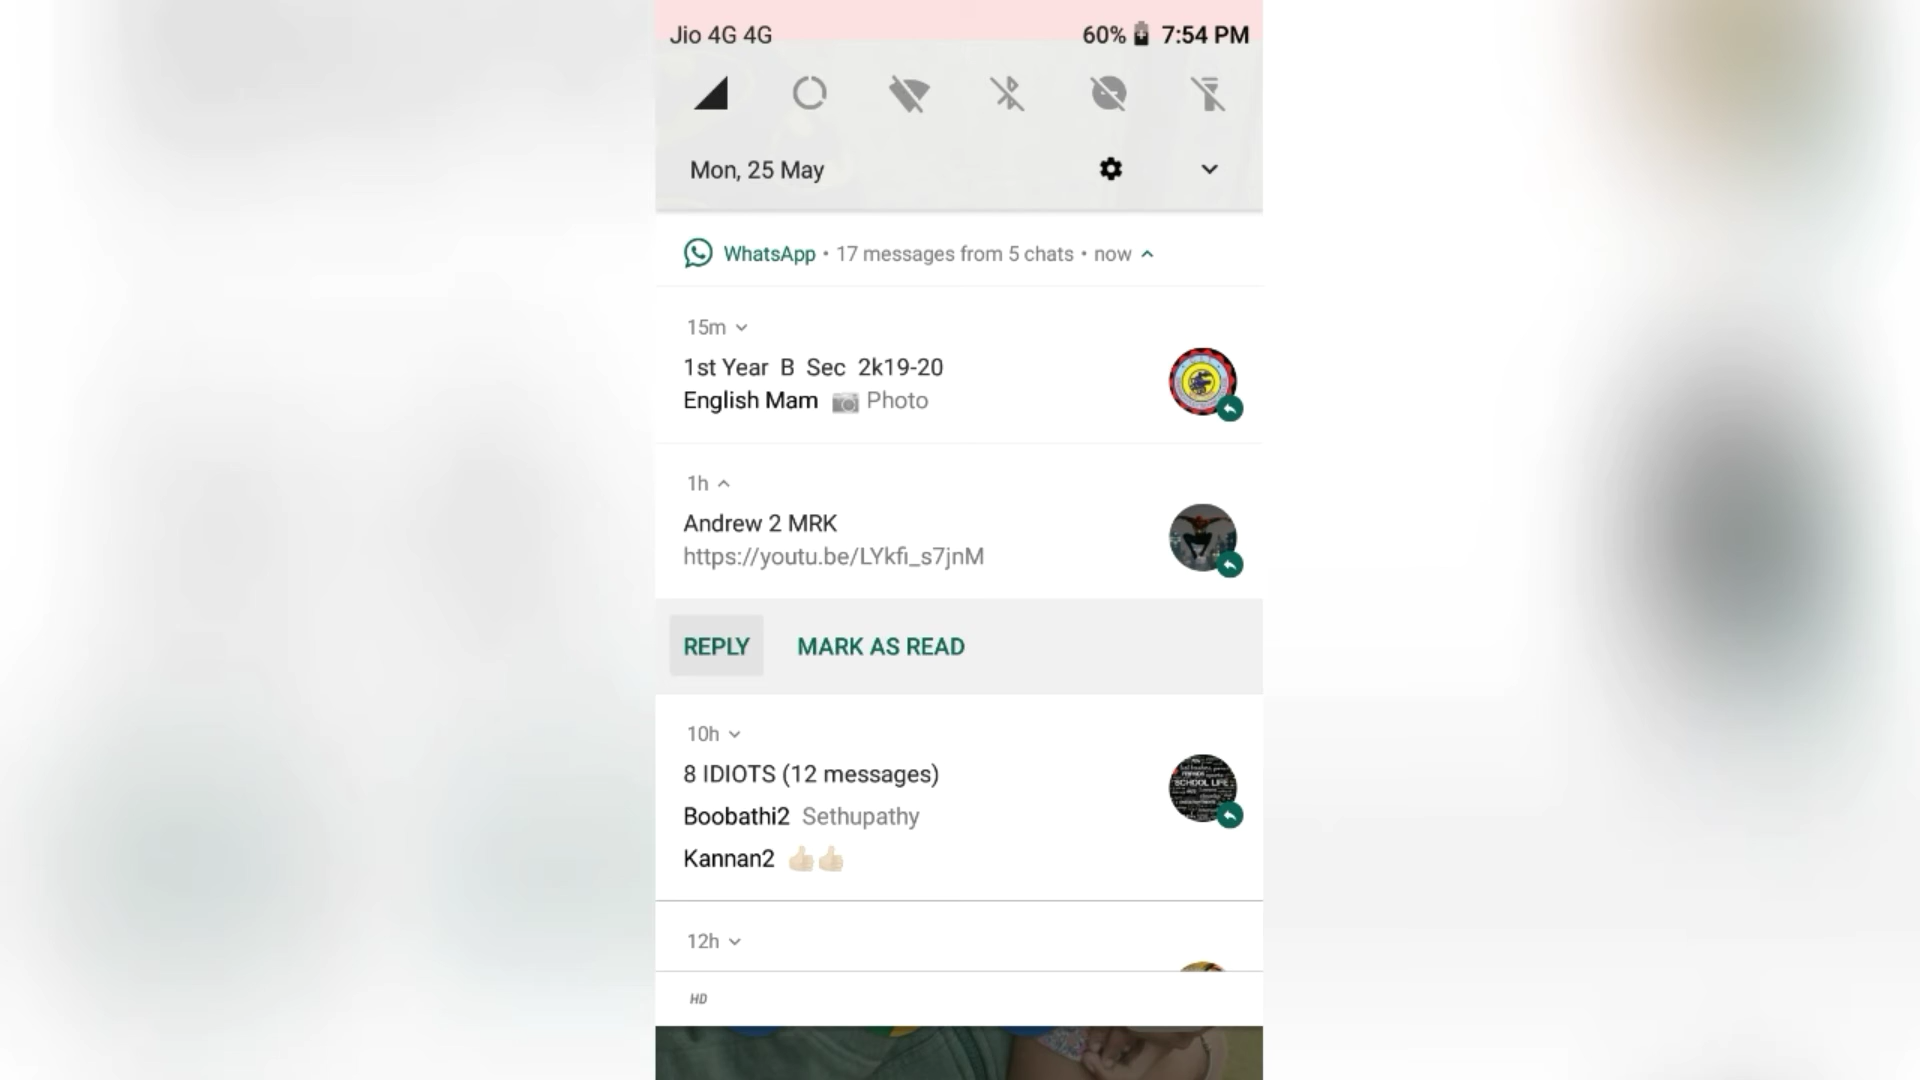 Jio 4G 4G
60% 7:54 PM
Mon, 25 May
WhatsApp • 17 messages from 5 chats • now
15m
1st Year B Sec 2k19-20
English Mam 📷 Photo
1h
Andrew 2 MRK
https://youtu.be/LYkfi_s7jnM
REPLY MARK AS READ
10h
8 IDIOTS (12 messages)
Boobathi2 Sethupathy
Kannan2 👍🏻👍🏻
SCHOOL LIFE
12h
HD